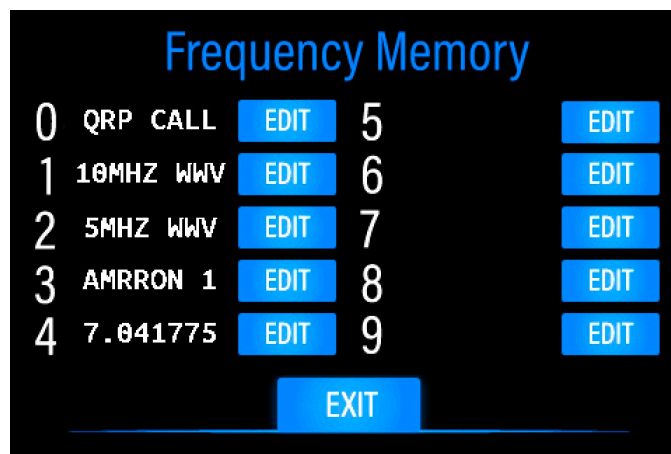 Frequency Memory
0 QRP CALL EDIT 5 EDIT
1 10MHZ WWV EDIT 6 EDIT
2 5MHZ WWV EDIT 7 EDIT
3 AMRRON 1 EDIT 8 EDIT
4 7.041775 EDIT 9 EDIT
EXIT